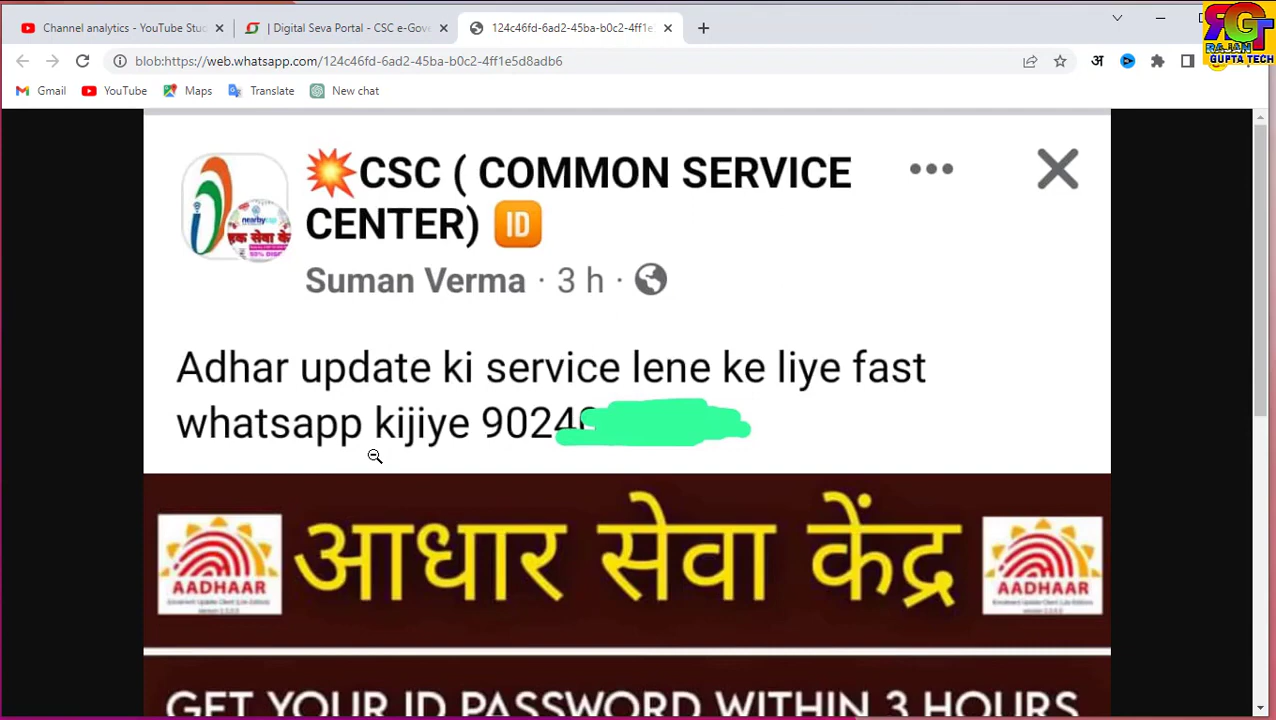 Channel analytics - YouTube Stu
| Digital Seva Portal - CSC e-Gov
124c46fd-6ad2-45ba-b0c2-4ff1e
blob:https://web.whatsapp.com/124c46fd-6ad2-45ba-b0c2-4ff1e5d8ad8
अ
RGT
RAJAN
GUPTA TECH
Gmail
YouTube
Maps
Translate
New chat
💥CSC ( COMMON SERVICE
CENTER) 🆔
Suman Verma · 3 h ·
nearby
Adhar update ki service lene ke liye fast
whatsapp kijiye 9024
आधार सेवा केंद्र
AADHAAR
AADHAAR
GET YOUR ID PASSWORD WITHIN 3 HOURS